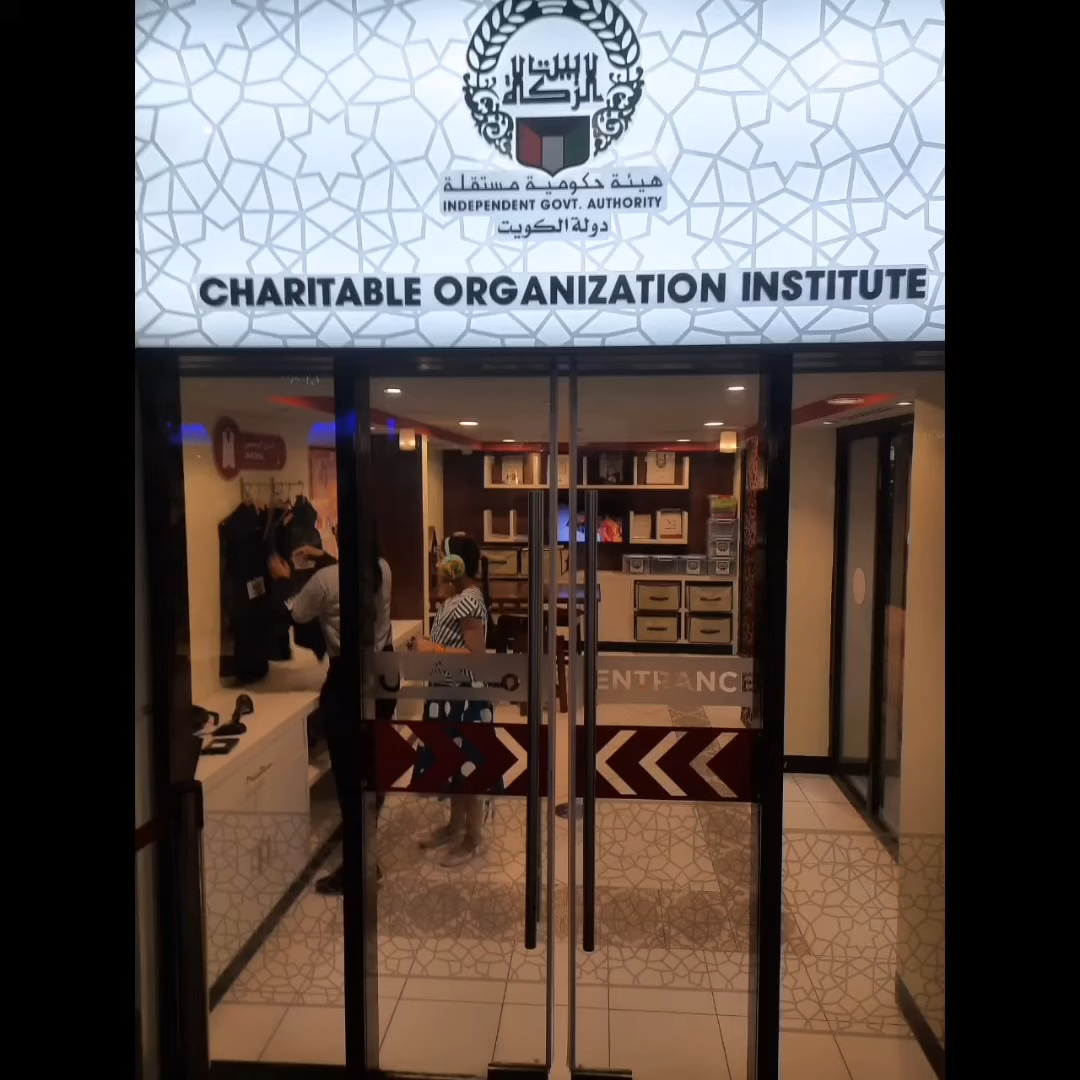 بيت
الزكاة
هيئة حكومية مستقلة
INDEPENDENT GOVT. AUTHORITY
دولة الكويت
CHARITABLE ORGANIZATION INSTITUTE
ENTRANCE